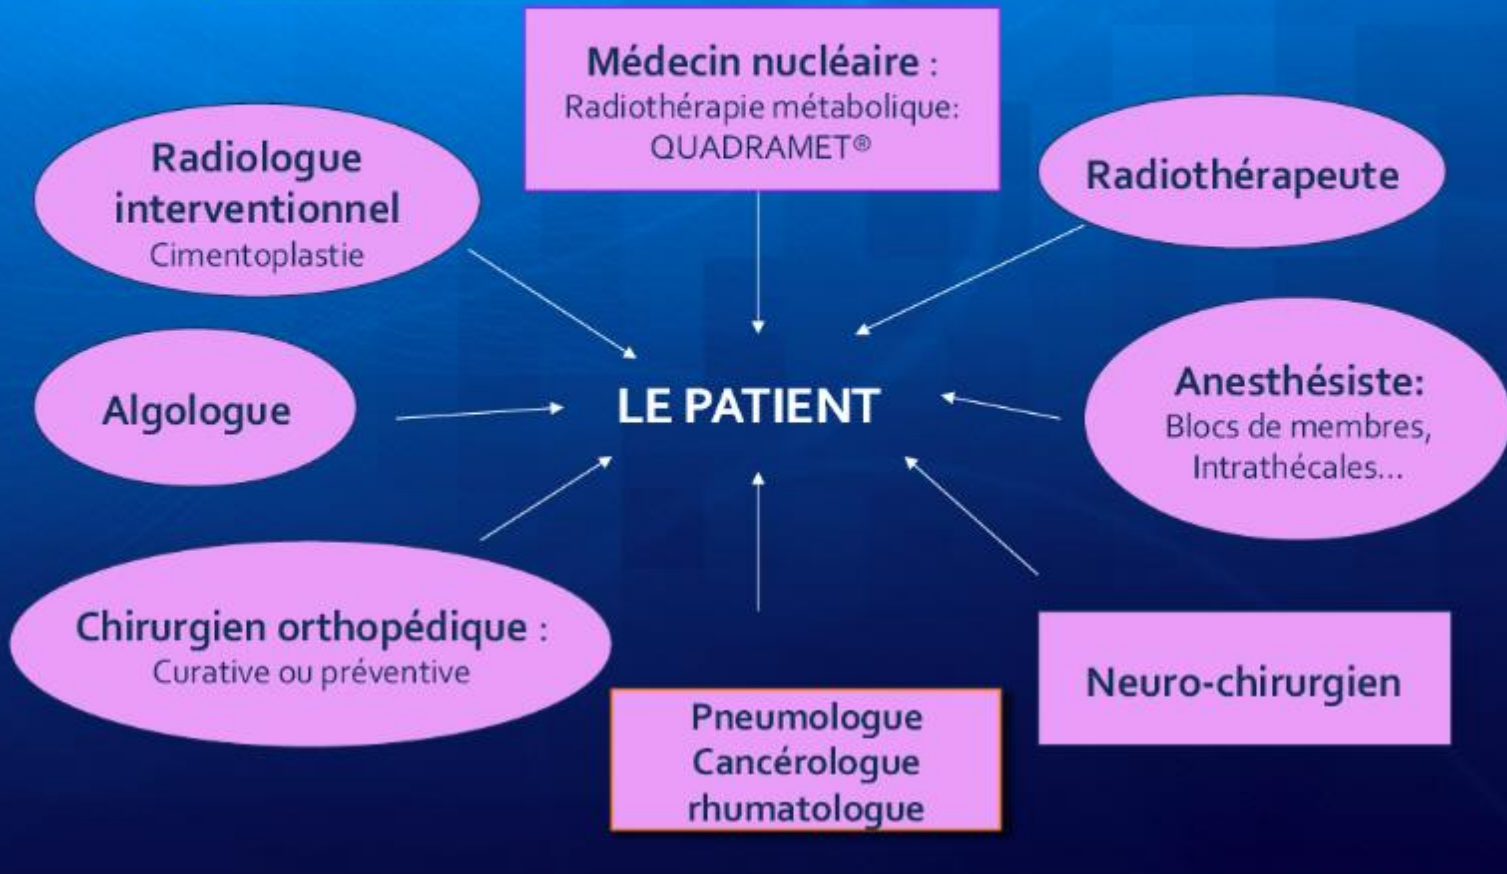 Médecin nucléaire :
Radiothérapie métabolique:
QUADRAMET®
Radiologue
interventionnel
Cimentoplastie
Radiothérapeute
Algologue
LE PATIENT
Anesthésiste:
Blocs de membres,
Intrathécales...
Chirurgien orthopédique :
Curative ou préventive
Neuro-chirurgien
Pneumologue
Cancérologue
rhumatologue